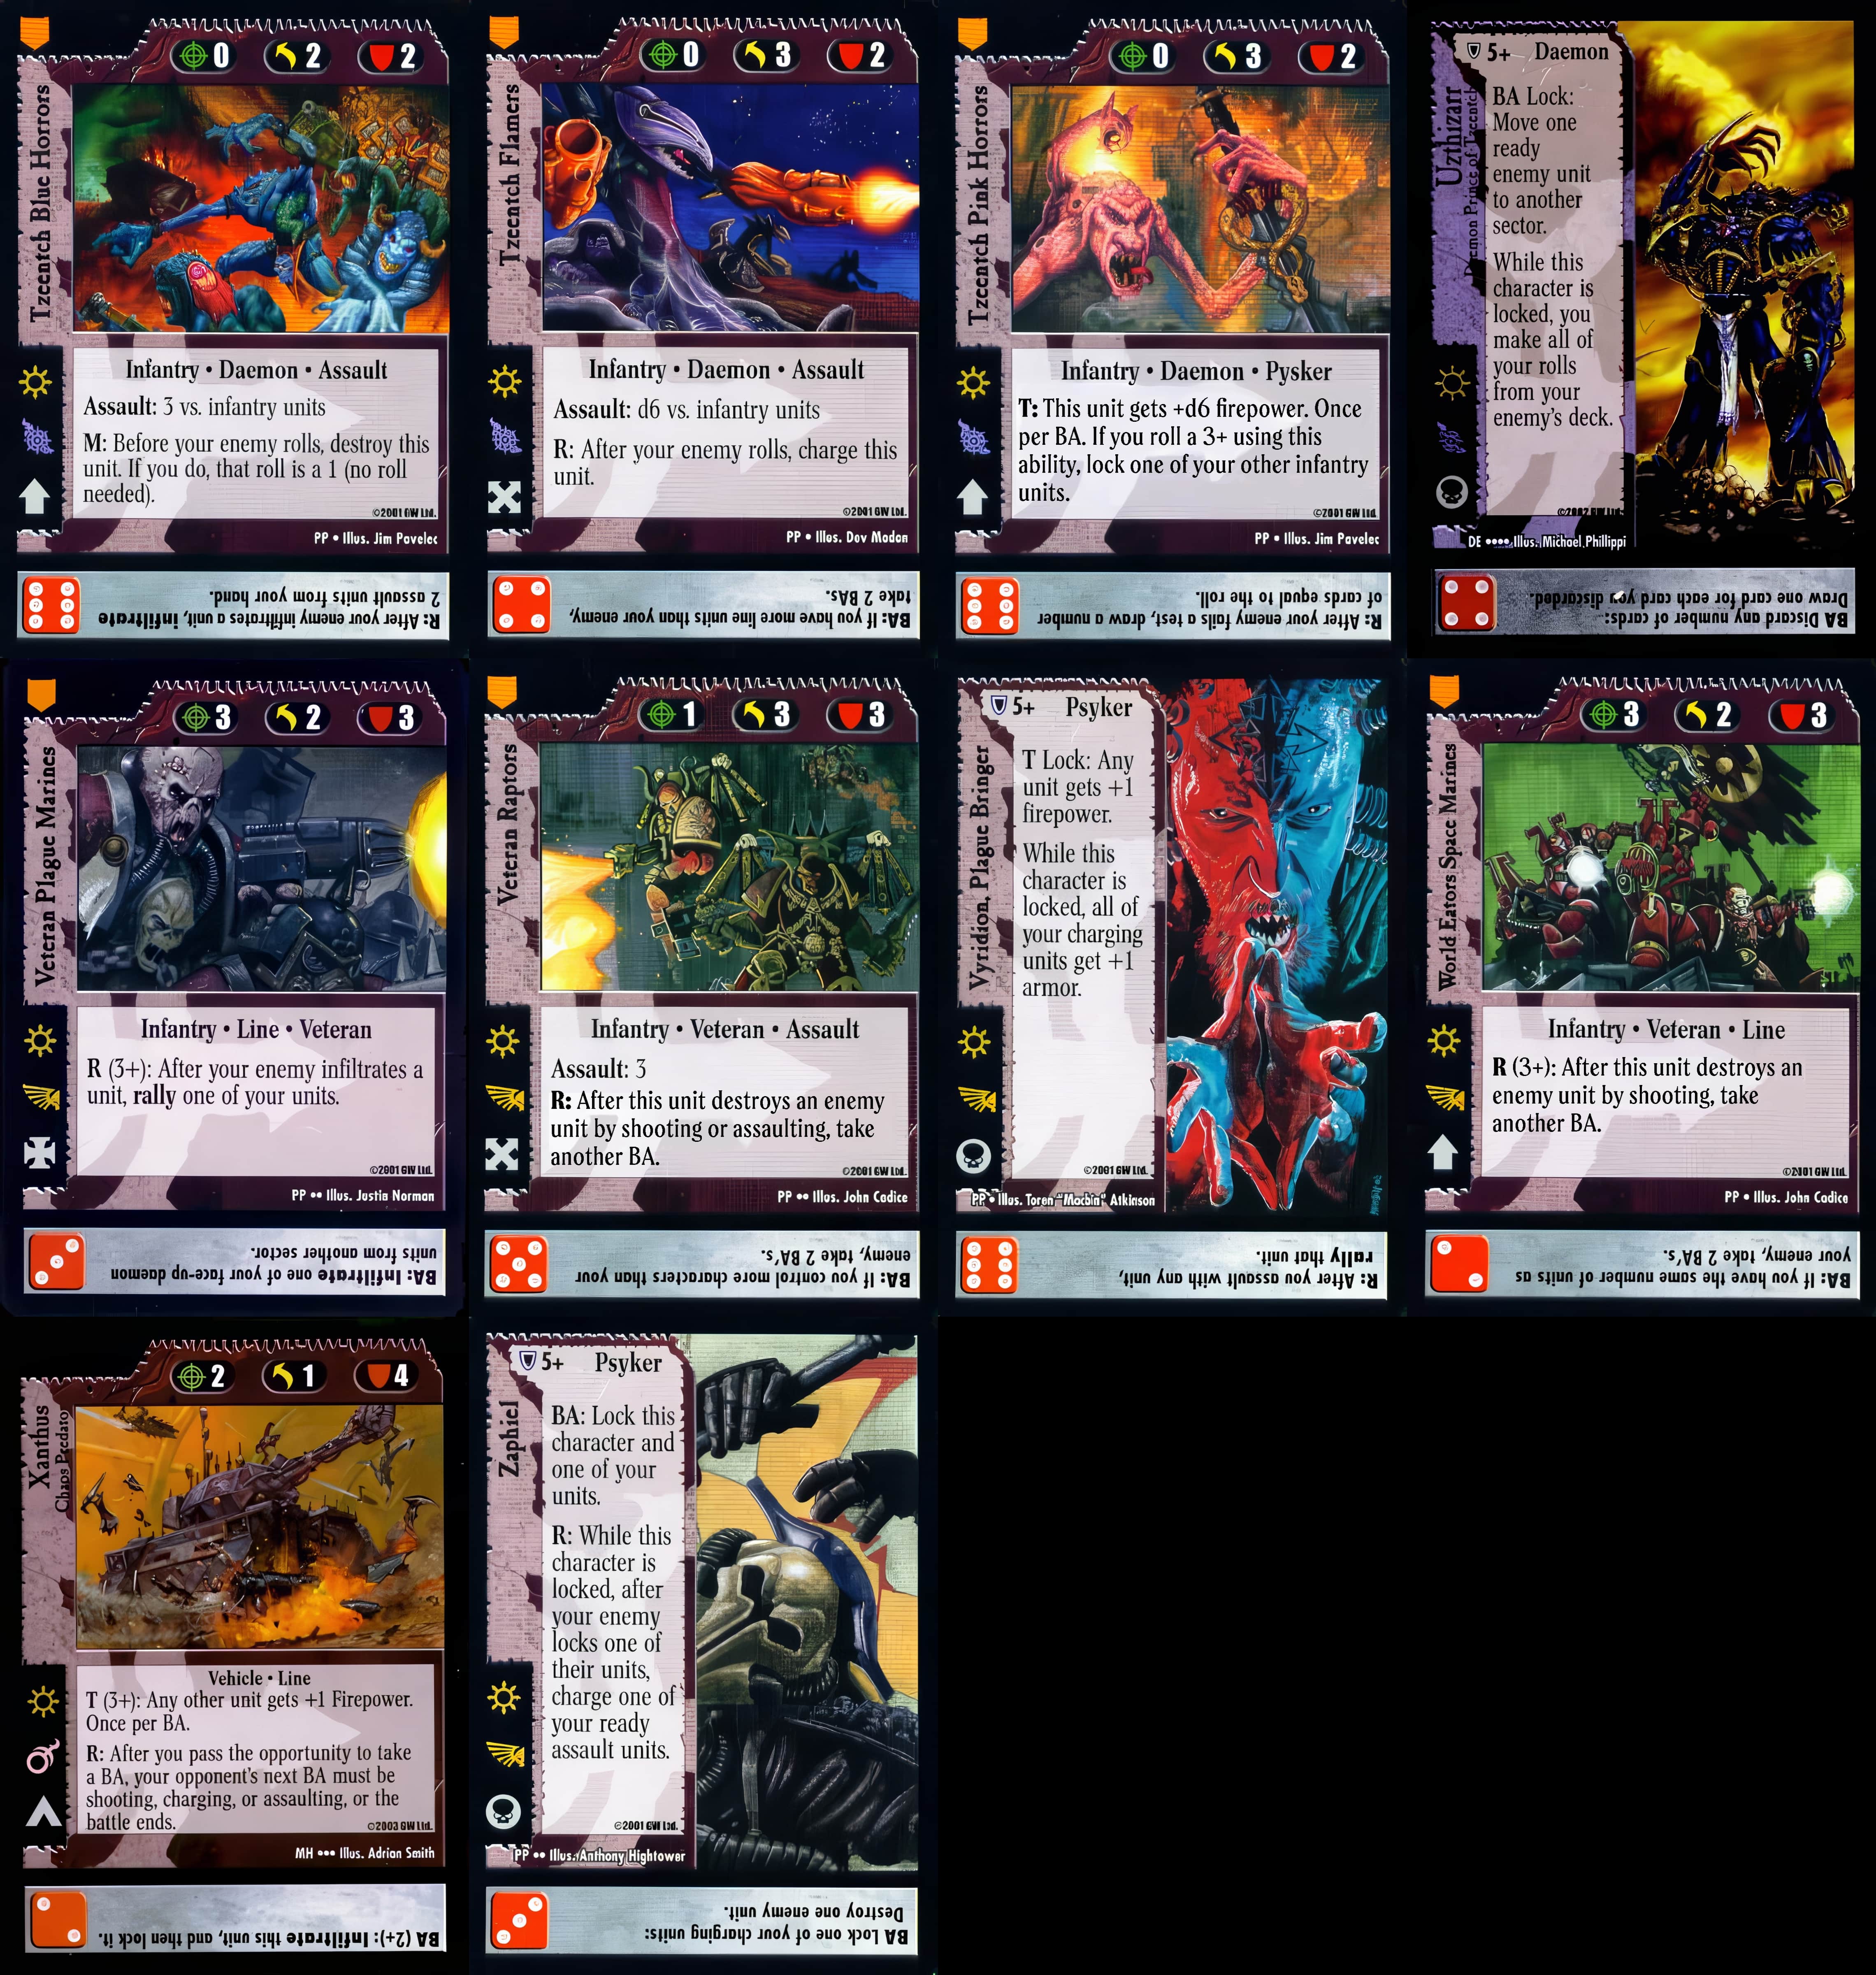 Tzeentch Blue Horrors
0 2 2
Infantry • Daemon • Assault
Assault: 3 vs. infantry units
M: Before your enemy rolls, destroy this
unit. If you do, that roll is a 1 (no roll
needed).
©2001 GW Ltd.
PP • Illus. Jim Pavelec
R: After your enemy infiltrates a unit, infiltrate
2 assault units from your hand.
Tzeentch Flamers
0 3 2
Infantry • Daemon • Assault
Assault: d6 vs. infantry units
R: After your enemy rolls, charge this
unit.
©2001 GW Ltd.
PP • Illus. Dov Madan
BA: If you have more line units than your enemy,
take 2 BAs.
Tzeentch Pink Horrors
0 3 2
Infantry • Daemon • Pysker
T: This unit gets +d6 firepower. Once
per BA. If you roll a 3+ using this
ability, lock one of your other infantry
units.
©2001 GW Ltd.
PP • Illus. Jim Pavelec
R: After your enemy fails a test, draw a number
of cards equal to the roll.
Uzthizarr
Daemon Prince of Tzeentch
5+ Daemon
BA Lock:
Move one
ready
enemy unit
to another
sector.
While this
character is
locked, you
make all of
your rolls
from your
enemy's deck.
©2002 GW Ltd.
DE •••• Illus. Michael Phillippi
BA Discard any number of cards:
Draw one card for each card you discarded.
Veteran Plague Marines
3 2 3
Infantry • Line • Veteran
R (3+): After your enemy infiltrates a
unit, rally one of your units.
©2001 GW Ltd.
PP •• Illus. Justin Norman
BA: Infiltrate one of your face-up daemon
units from another sector.
Veteran Raptors
1 3 3
Infantry • Veteran • Assault
Assault: 3
R: After this unit destroys an enemy
unit by shooting or assaulting, take
another BA.
©2001 GW Ltd.
PP •• Illus. John Cadice
BA: If you control more characters than your
enemy, take 2 BA's.
Vyridion, Plague Bringer
5+ Psyker
T Lock: Any
unit gets +1
firepower.
While this
character is
locked, all of
your charging
units get +1
armor.
©2001 GW Ltd.
PP • Illus. Toren "Macbin" Atkinson
R: After you assault with any unit,
rally that unit.
World Eaters Space Marines
3 2 3
Infantry • Veteran • Line
R (3+): After this unit destroys an
enemy unit by shooting, take
another BA.
©2001 GW Ltd.
PP • Illus. John Cadice
BA: If you have the same number of units as
your enemy, take 2 BA's.
Xanthus
Chaos Predator
2 1 4
Vehicle • Line
T (3+): Any other unit gets +1 Firepower.
Once per BA.
R: After you pass the opportunity to take
a BA, your opponent's next BA must be
shooting, charging, or assaulting, or the
battle ends.
©2003 GW Ltd.
MH ••• Illus. Adrian Smith
BA (2+): Infiltrate this unit, and then lock it.
Zaphiel
5+ Psyker
BA: Lock this
character and
one of your
units.
R: While this
character is
locked, after
your enemy
locks one of
their units,
charge one of
your ready
assault units.
©2001 GW Ltd.
PP •• Illus. Anthony Hightower
BA Lock one of your charging units:
Destroy one enemy unit.